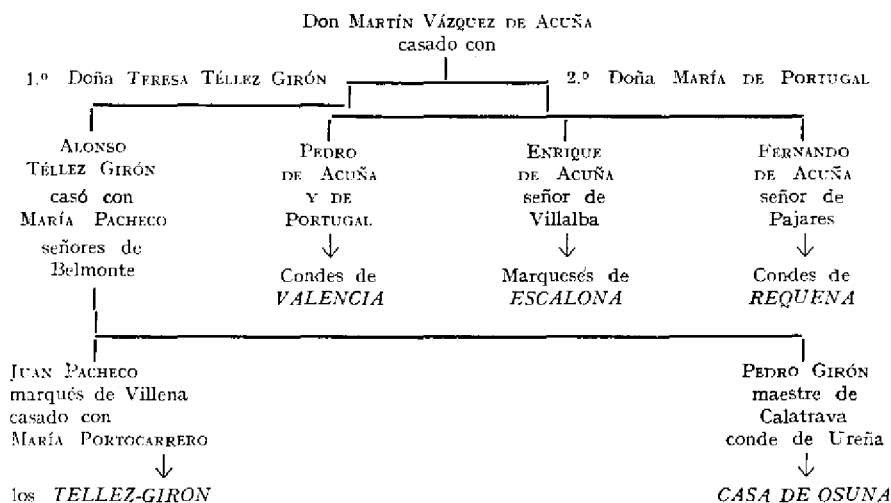 Don MARTÍN VÁZQUEZ DE ACUÑA
casado con
1.º Doña TERESA TÉLLEZ GIRÓN
2.º Doña MARÍA DE PORTUGAL
ALONSO
TÉLLEZ GIRÓN
casó con
MARÍA PACHECO
señores de
Belmonte
PEDRO
DE ACUÑA
Y DE
PORTUGAL
↓
Condes de
VALENCIA
ENRIQUE
DE ACUÑA
señor de
Villalba
↓
Marqueses de
ESCALONA
FERNANDO
DE ACUÑA
señor de
Pajares
↓
Condes de
REQUENA
JUAN PACHECO
marqués de Villena
casado con
MARÍA PORTOCARRERO
↓
los TELLEZ-GIRON
PEDRO GIRÓN
maestre de
Calatrava
conde de Ureña
↓
CASA DE OSUNA